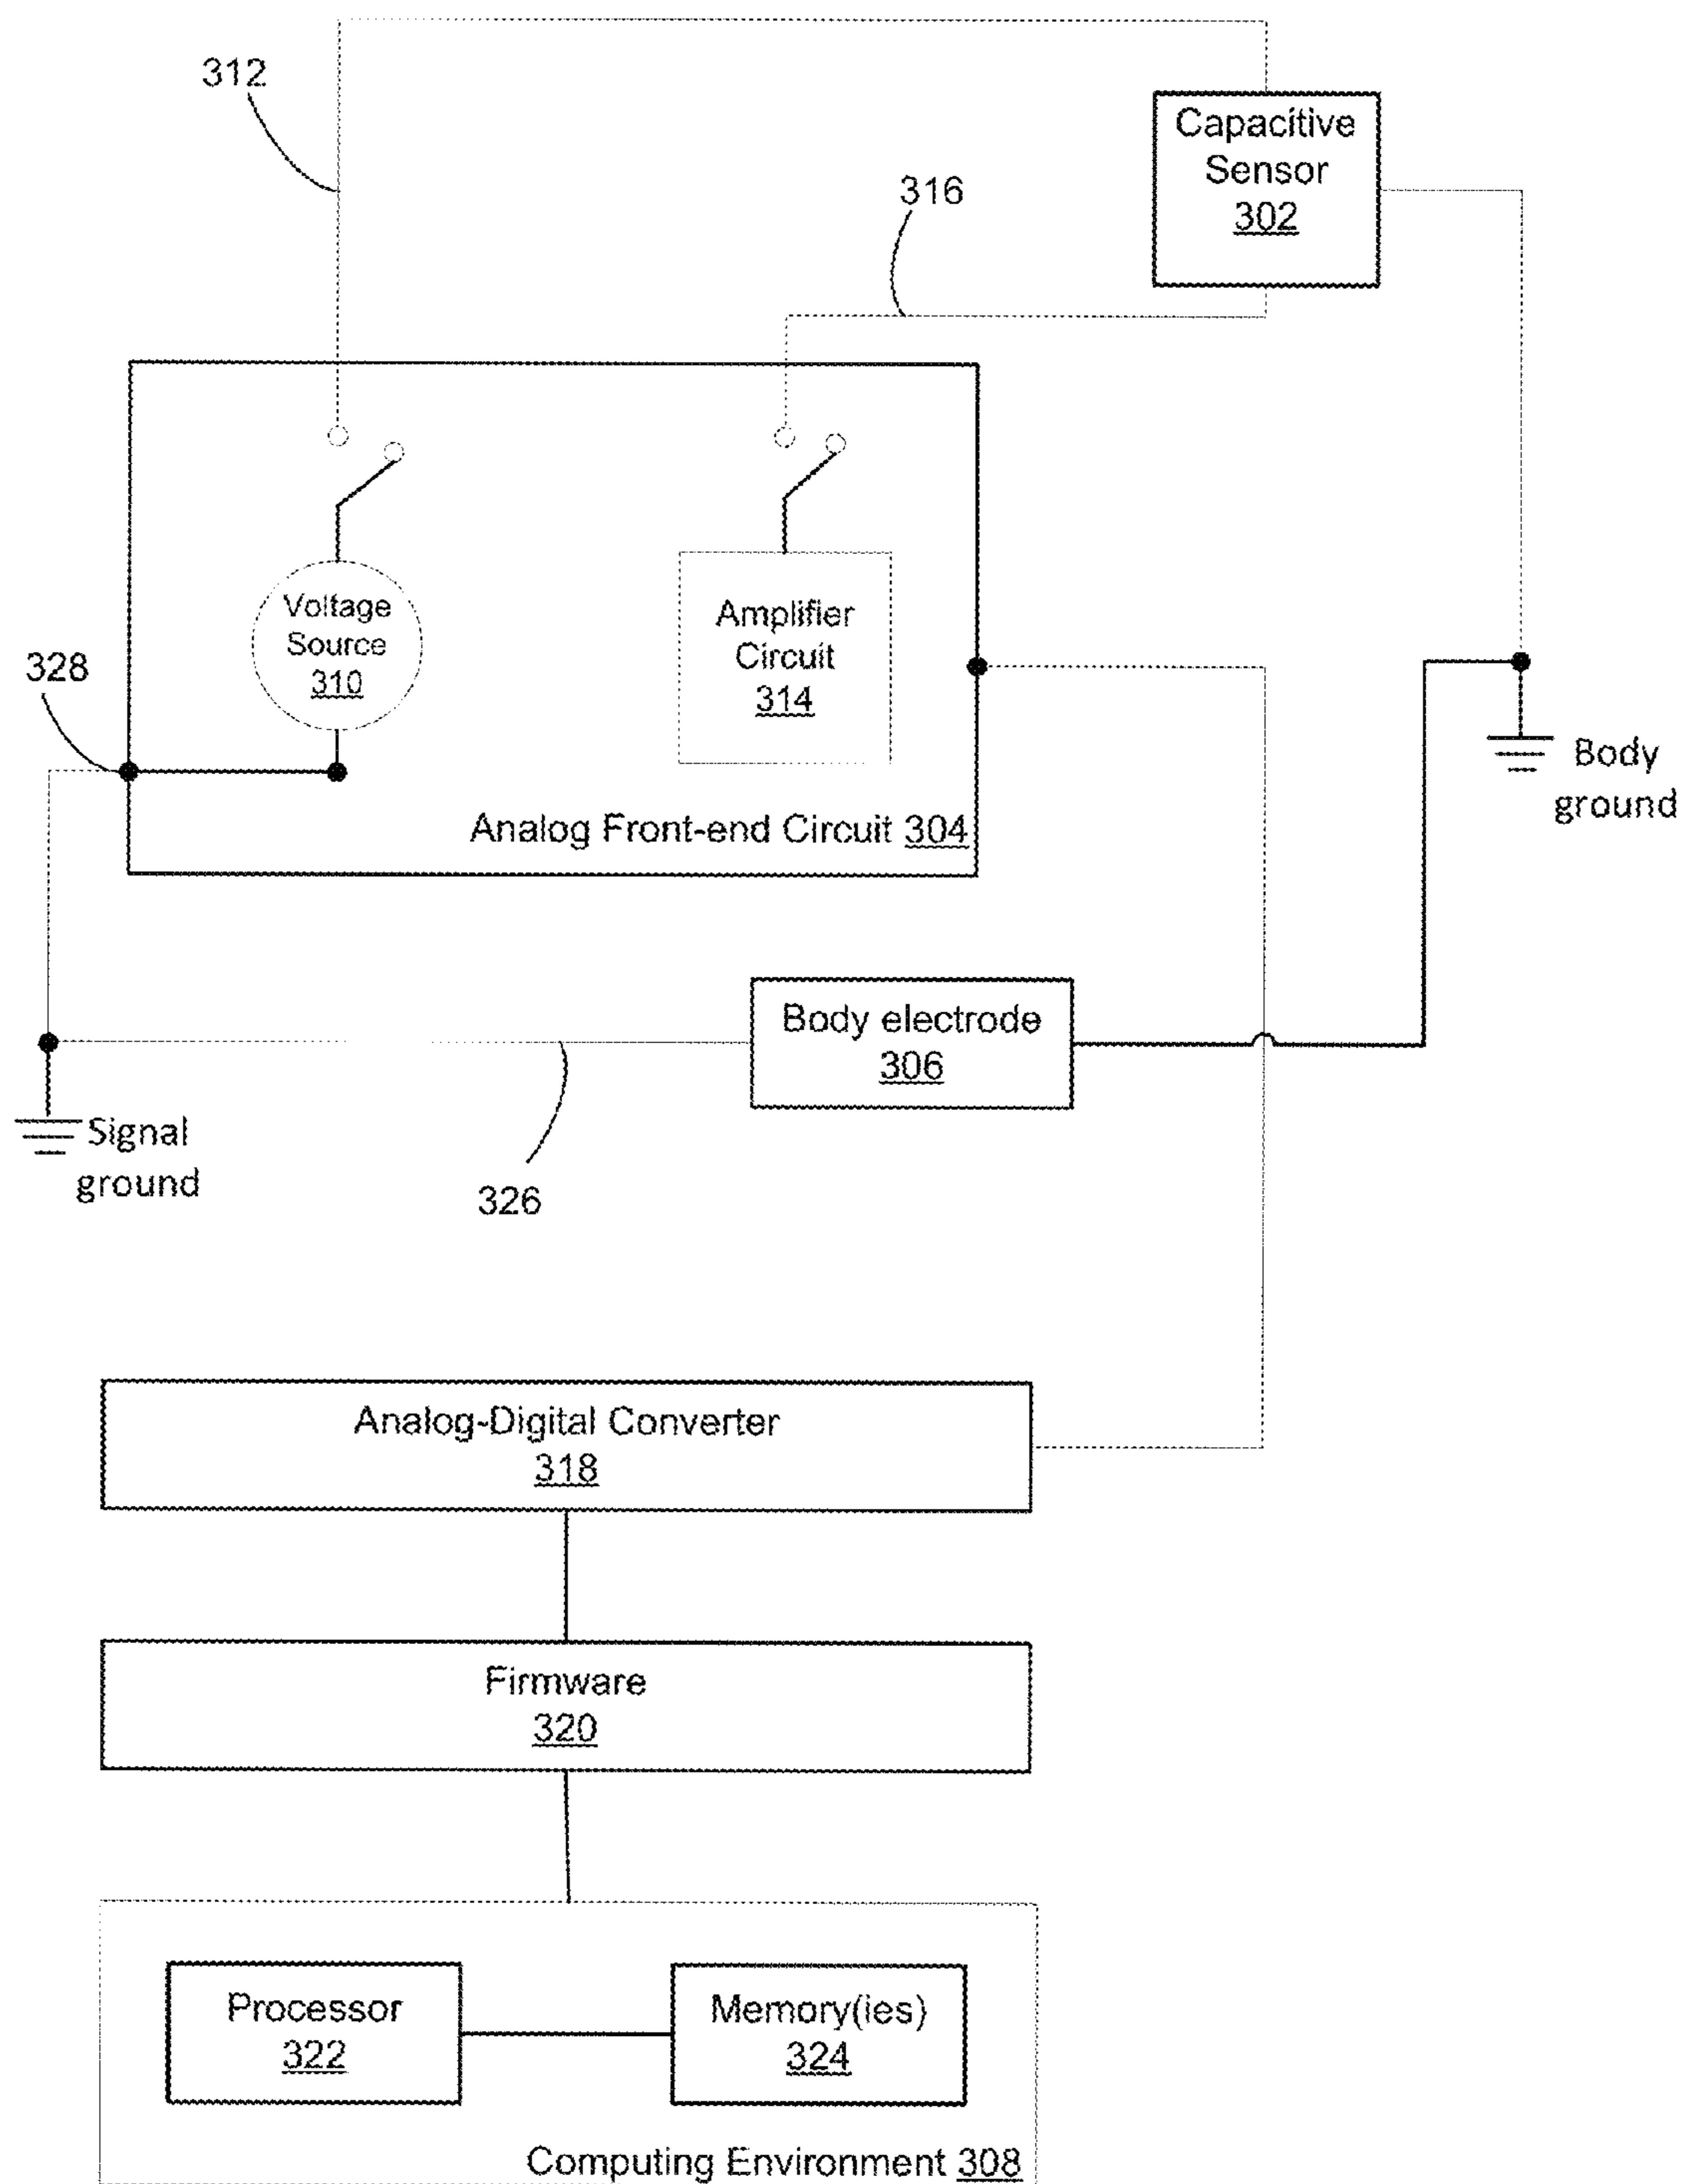 312
Capacitive
Sensor
302
316
Voltage
Source
310
Amplifier
Circuit
314
328
Analog Front-end Circuit 304
Body
ground
Body electrode
306
Signal
ground
326
Analog-Digital Converter
318
Firmware
320
Processor
322
Memory(ies)
324
Computing Environment 308